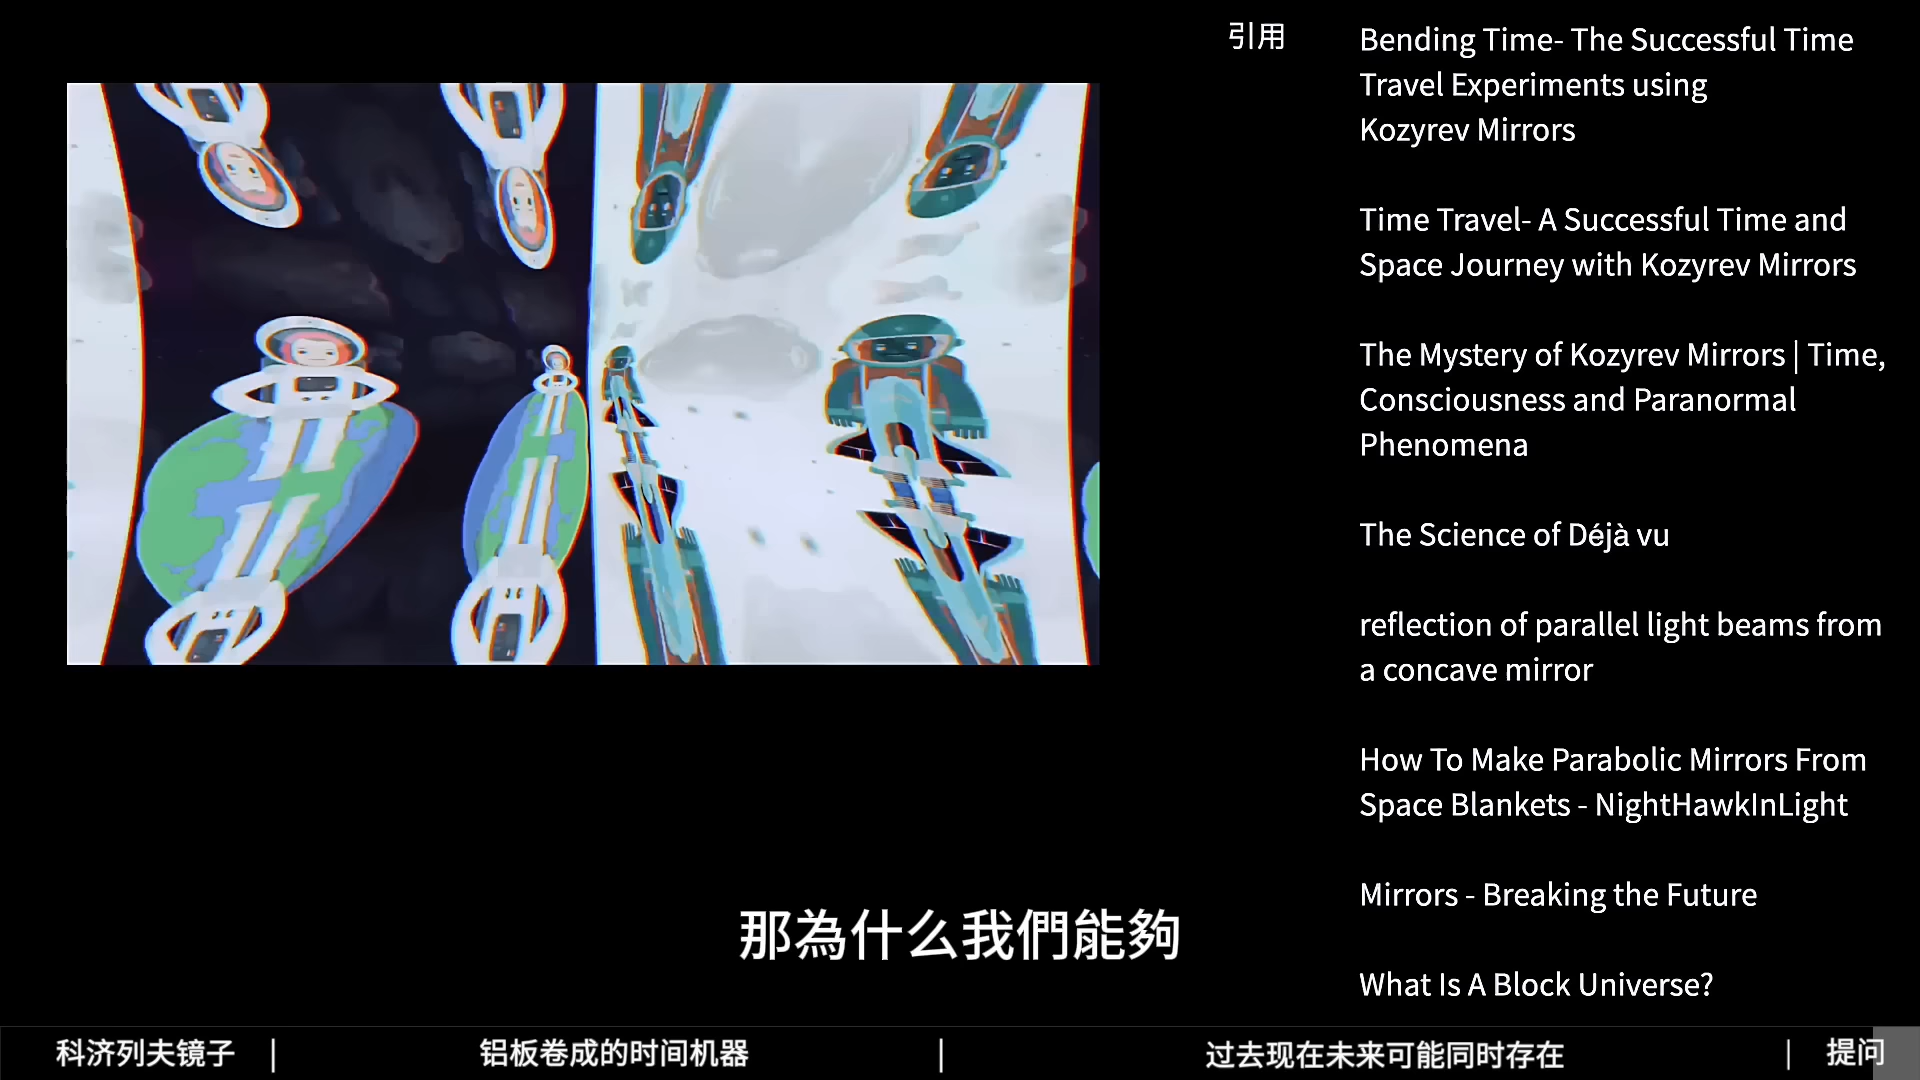 引用
Bending Time- The Successful Time
Travel Experiments using
Kozyrev Mirrors
Time Travel- A Successful Time and
Space Journey with Kozyrev Mirrors
The Mystery of Kozyrev Mirrors | Time,
Consciousness and Paranormal
Phenomena
The Science of Déjà vu
reflection of parallel light beams from
a concave mirror
How To Make Parabolic Mirrors From
Space Blankets - NightHawkInLight
Mirrors - Breaking the Future
What Is A Block Universe?
那為什么我們能夠
科济列夫镜子 | 铝板卷成的时间机器 | 过去现在未来可能同时存在 | 提问